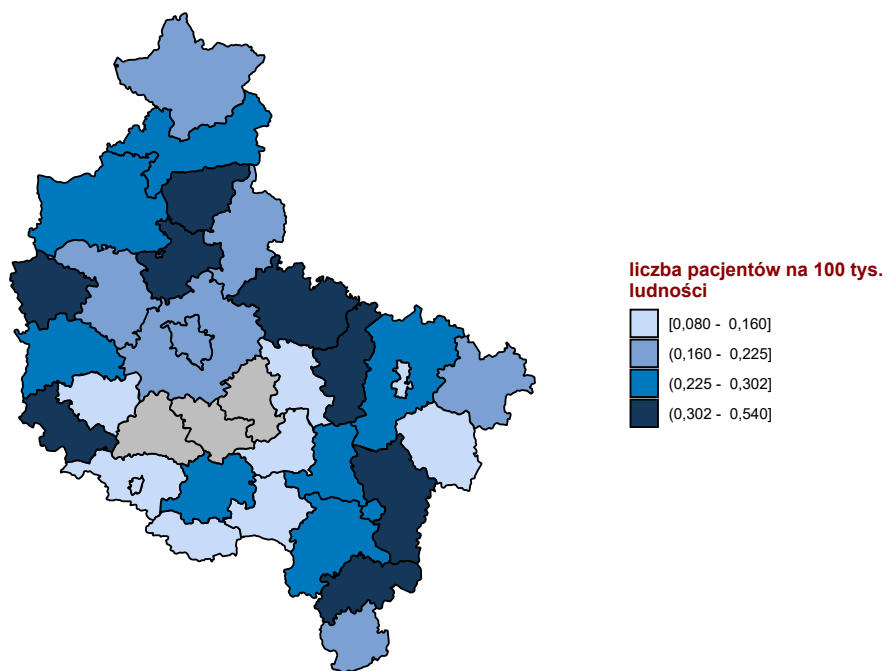 liczba pacjentów na 100 tys.
ludności
[0,080 - 0,160]
(0,160 - 0,225]
(0,225 - 0,302]
(0,302 - 0,540]